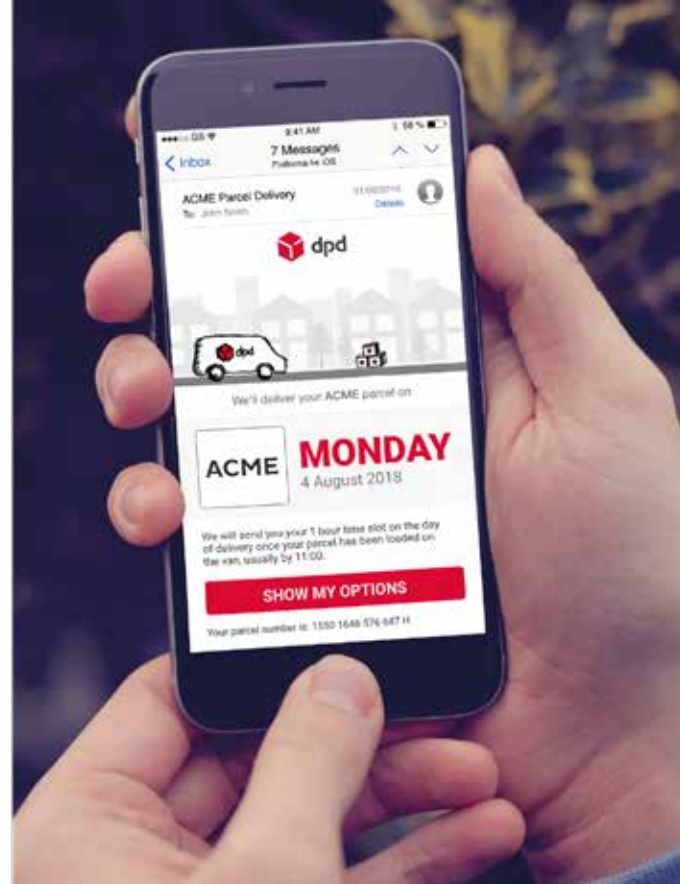 9:41 AM
58 %
Inbox
7 Messages
ACME Parcel Delivery
To: John Smith
Details
dpd
dpd
We'll deliver your ACME parcel on
ACME
MONDAY
4 August 2018
We will send you your 1 hour time slot on the day
of delivery once your parcel has been loaded on
the van, usually by 11:00.
SHOW MY OPTIONS
Your parcel number is: 1550 1648 576 647 H